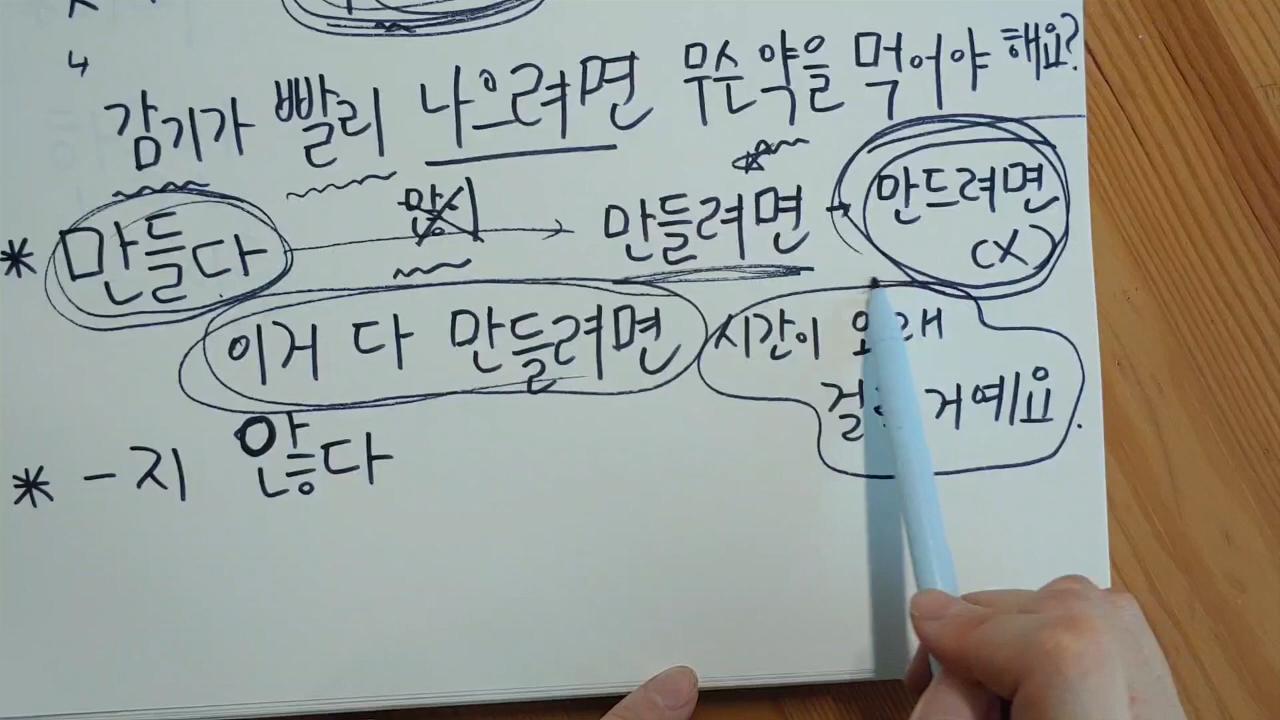 4
감기가 빨리 나으려면 무슨 약을 먹어야 해요?
* 만들다 → 만들려면 → 만드려면 (X)
이거 다 만들려면 시간이 오래
걸릴 거예요.
* -지 않다